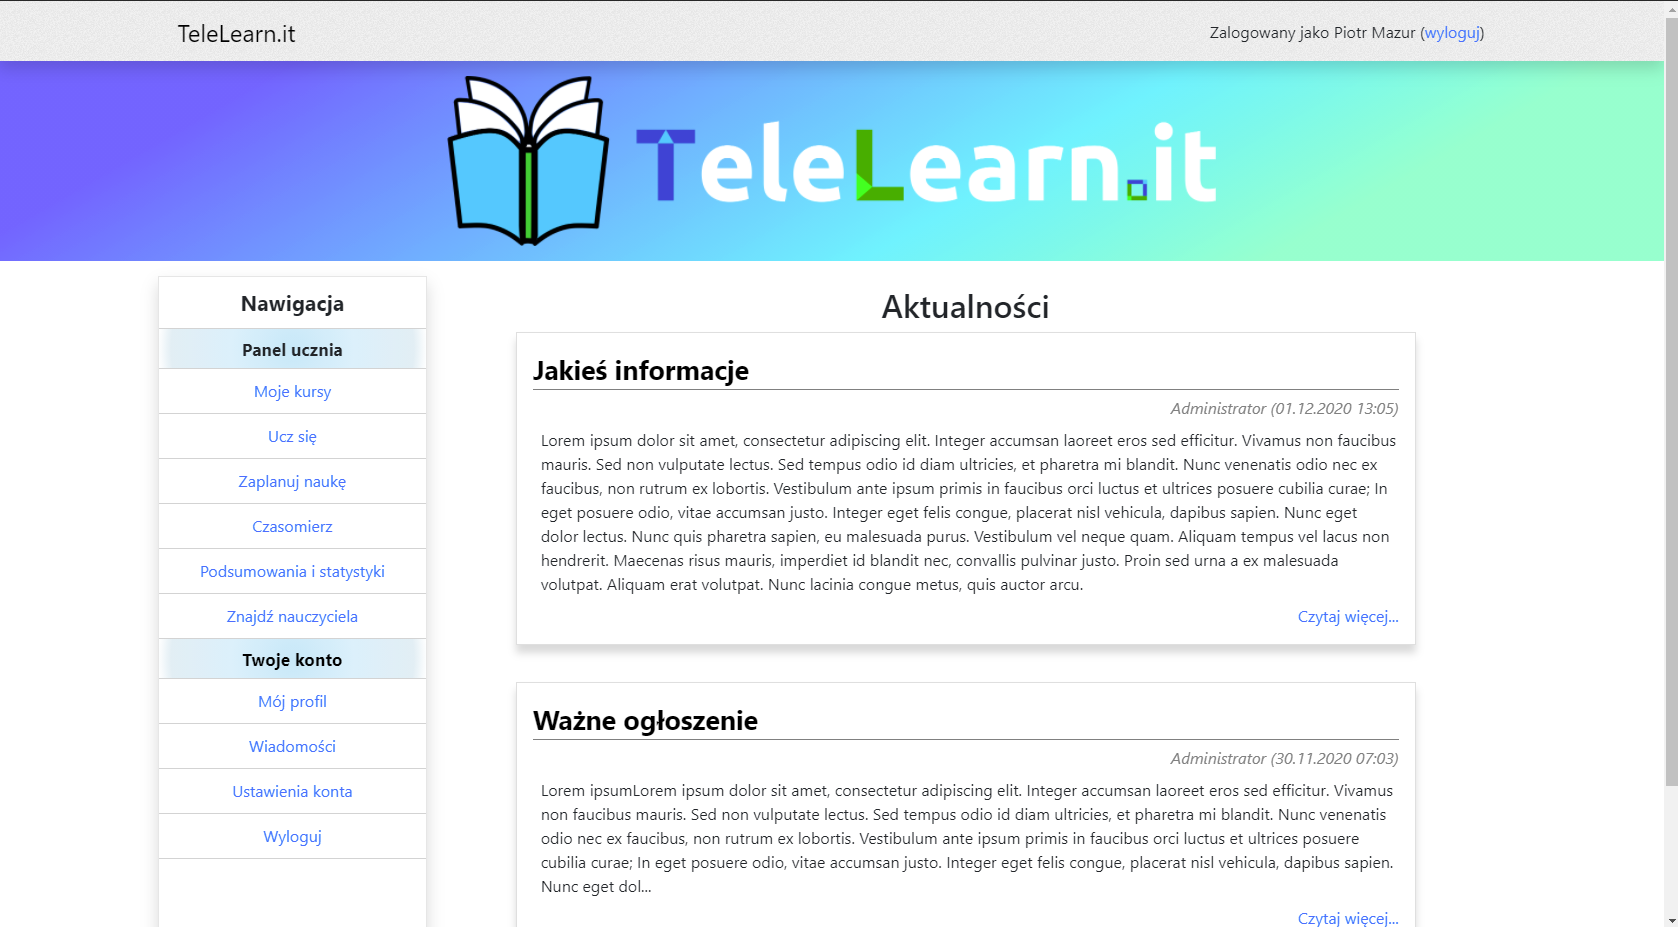 TeleLearn.it
Zalogowany jako Piotr Mazur (wyloguj)
TeleLearn.it
Nawigacja
Panel ucznia
Moje kursy
Ucz się
Zaplanuj naukę
Czasomierz
Podsumowania i statystyki
Znajdź nauczyciela
Twoje konto
Mój profil
Wiadomości
Ustawienia konta
Wyloguj
Aktualności
Jakieś informacje
Administrator (01.12.2020 13:05)
Lorem ipsum dolor sit amet, consectetur adipiscing elit. Integer accumsan laoreet eros sed efficitur. Vivamus non faucibus
mauris. Sed non vulputate lectus. Sed tempus odio id diam ultricies, et pharetra mi blandit. Nunc venenatis odio nec ex
faucibus, non rutrum ex lobortis. Vestibulum ante ipsum primis in faucibus orci luctus et ultrices posuere cubilia curae; In
eget posuere odio, vitae accumsan justo. Integer eget felis congue, placerat nisl vehicula, dapibus sapien. Nunc eget
dolor lectus. Nunc quis pharetra sapien, eu malesuada purus. Vestibulum vel neque quam. Aliquam tempus vel lacus non
hendrerit. Maecenas risus mauris, imperdiet id blandit nec, convallis pulvinar justo. Proin sed urna a ex malesuada
volutpat. Aliquam erat volutpat. Nunc lacinia congue metus, quis auctor arcu.
Czytaj więcej...
Ważne ogłoszenie
Administrator (30.11.2020 07:03)
Lorem ipsumLorem ipsum dolor sit amet, consectetur adipiscing elit. Integer accumsan laoreet eros sed efficitur. Vivamus
non faucibus mauris. Sed non vulputate lectus. Sed tempus odio id diam ultricies, et pharetra mi blandit. Nunc venenatis
odio nec ex faucibus, non rutrum ex lobortis. Vestibulum ante ipsum primis in faucibus orci luctus et ultrices posuere
cubilia curae; In eget posuere odio, vitae accumsan justo. Integer eget felis congue, placerat nisl vehicula, dapibus sapien.
Nunc eget dol...
Czytaj więcej...